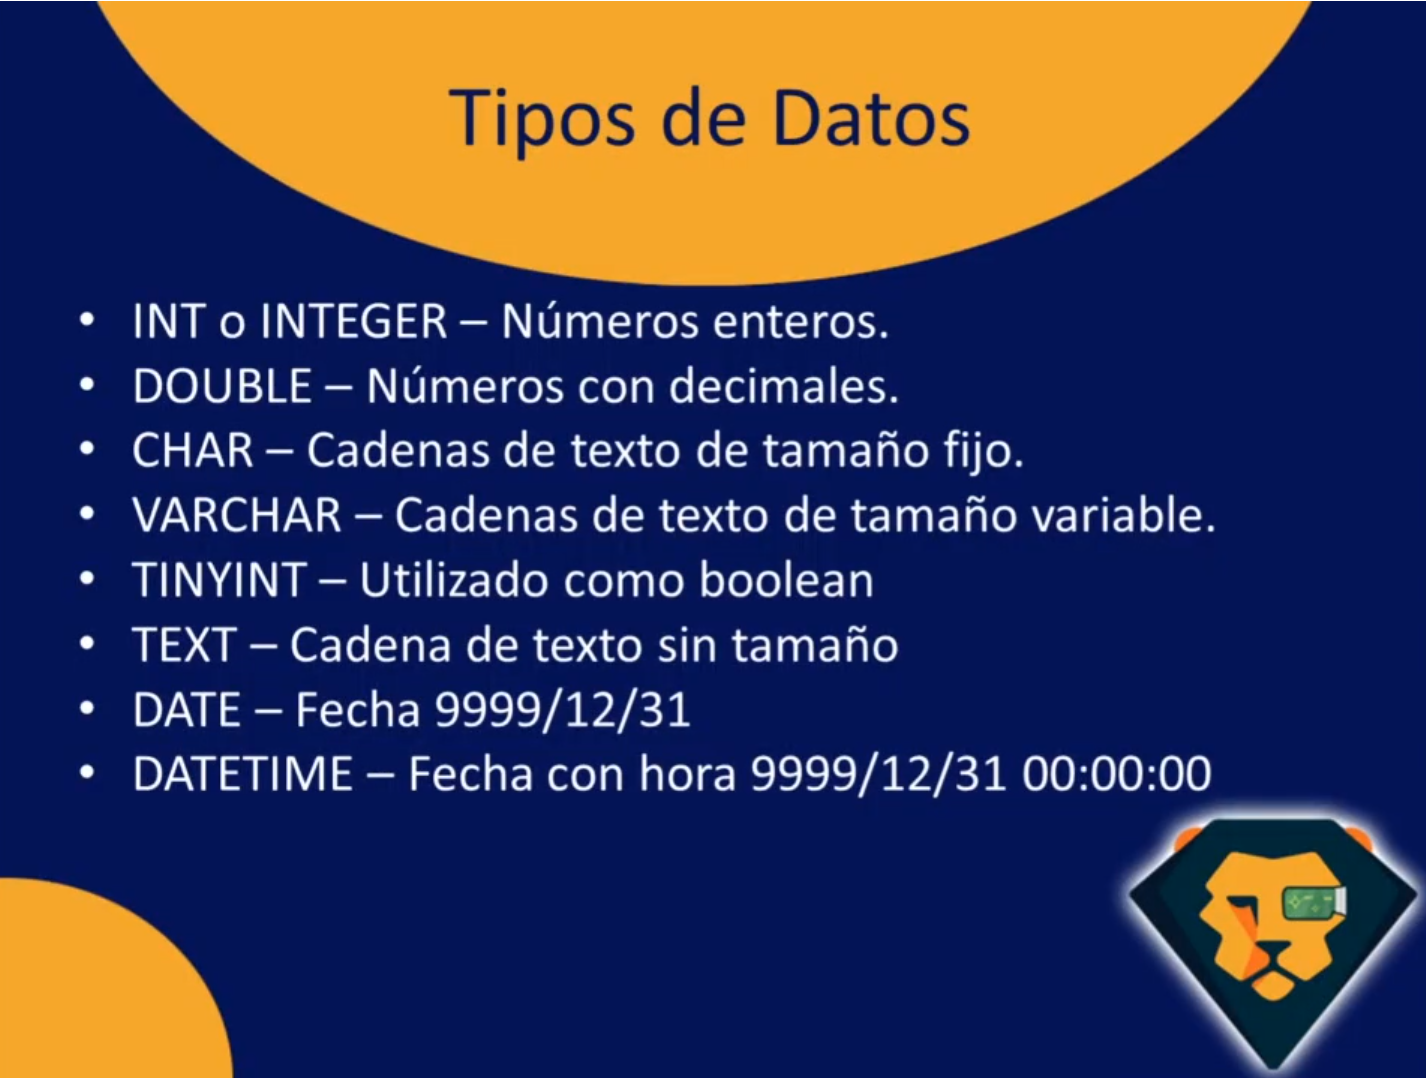 Tipos de Datos
• INT o INTEGER – Números enteros.
• DOUBLE – Números con decimales.
• CHAR – Cadenas de texto de tamaño fijo.
• VARCHAR – Cadenas de texto de tamaño variable.
• TINYINT – Utilizado como boolean
• TEXT – Cadena de texto sin tamaño
• DATE – Fecha 9999/12/31
• DATETIME – Fecha con hora 9999/12/31 00:00:00